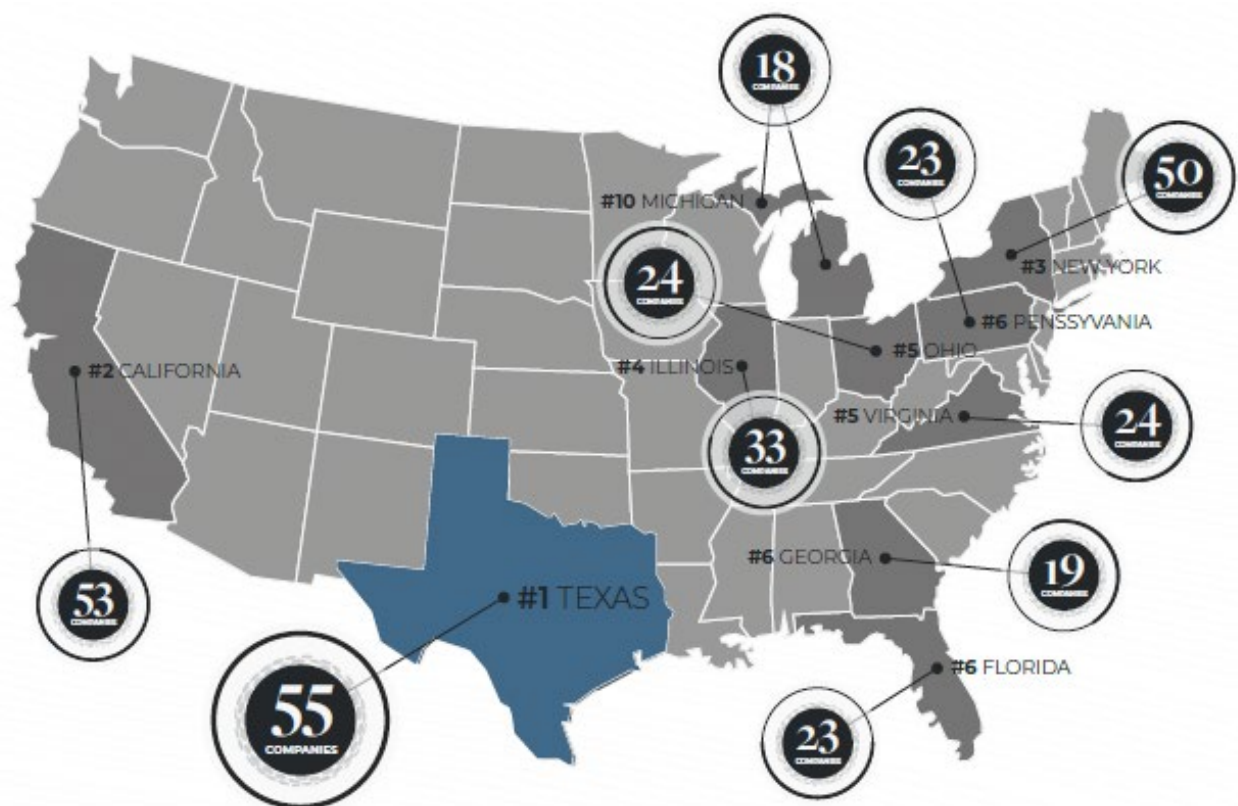 18
COMPANIES
23
COMPANIES
50
COMPANIES
#10 MICHIGAN
24
COMPANIES
#3 NEW YORK
#6 PENSSYVANIA
#5 OHIO
#2 CALIFORNIA
#4 ILLINOIS
#5 VIRGINIA
24
COMPANIES
33
COMPANIES
#6 GEORGIA
19
COMPANIES
53
COMPANIES
#1 TEXAS
#6 FLORIDA
55
COMPANIES
23
COMPANIES